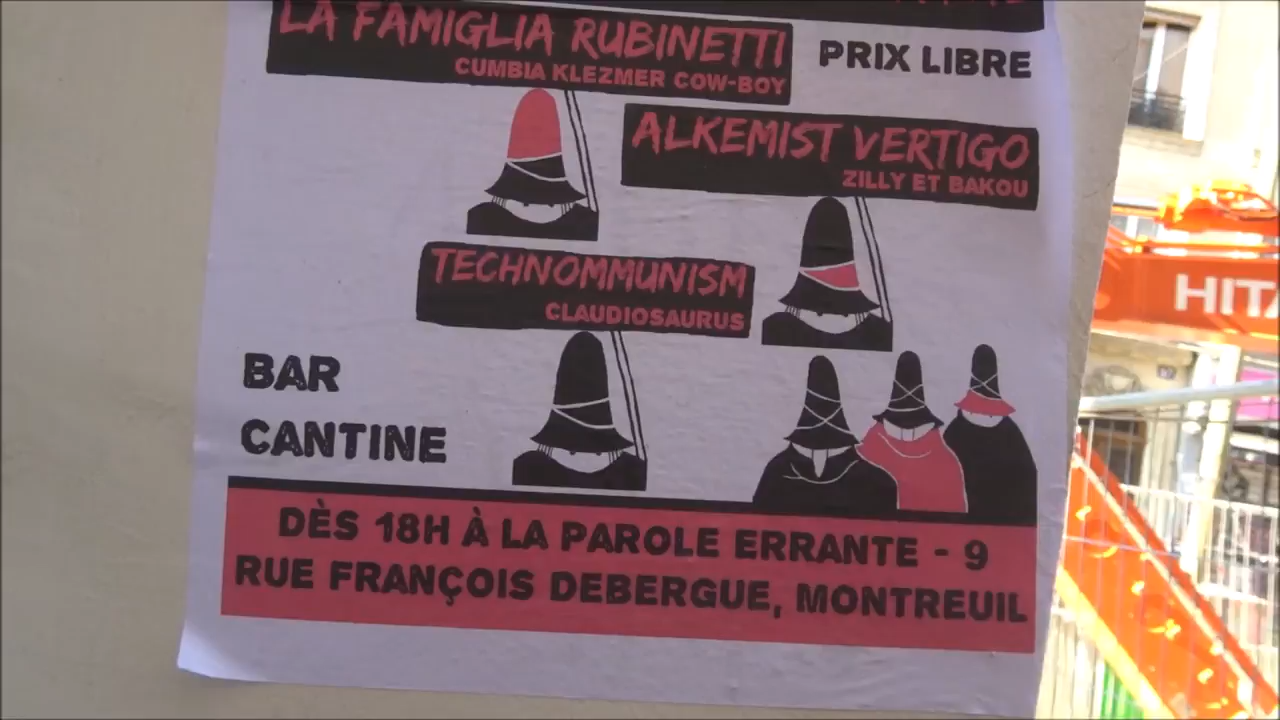 LA FAMIGLIA RUBINETTI
CUMBIA KLEZMER COW-BOY
PRIX LIBRE
ALKEMIST VERTIGO
ZILLY ET BAKOU
TECHNOMMUNISM
CLAUDIOSAURUS
BAR
CANTINE
DÈS 18H À LA PAROLE ERRANTE - 9
RUE FRANÇOIS DEBERGUE, MONTREUIL